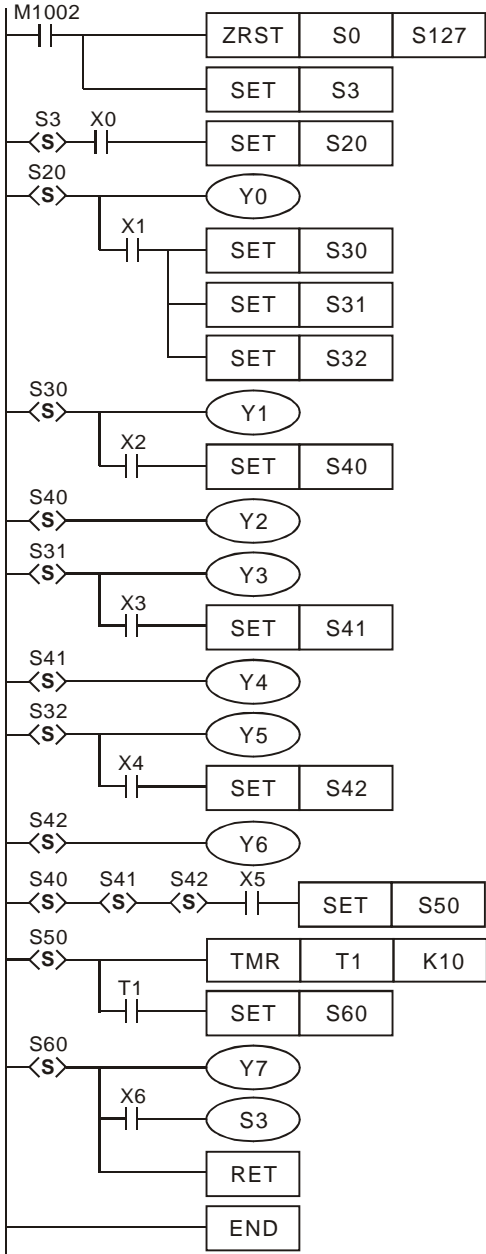 M1002
ZRST S0 S127
SET S3
S3 X0
S SET S20
S20
S Y0
X1
SET S30
SET S31
SET S32
S30
S Y1
X2
SET S40
S40
S Y2
S31
S Y3
X3
SET S41
S41
S Y4
S32
S Y5
X4
SET S42
S42
S Y6
S40 S41 S42 X5
S S S SET S50
S50
S TMR T1 K10
T1
SET S60
S60
S Y7
X6
S3
RET
END